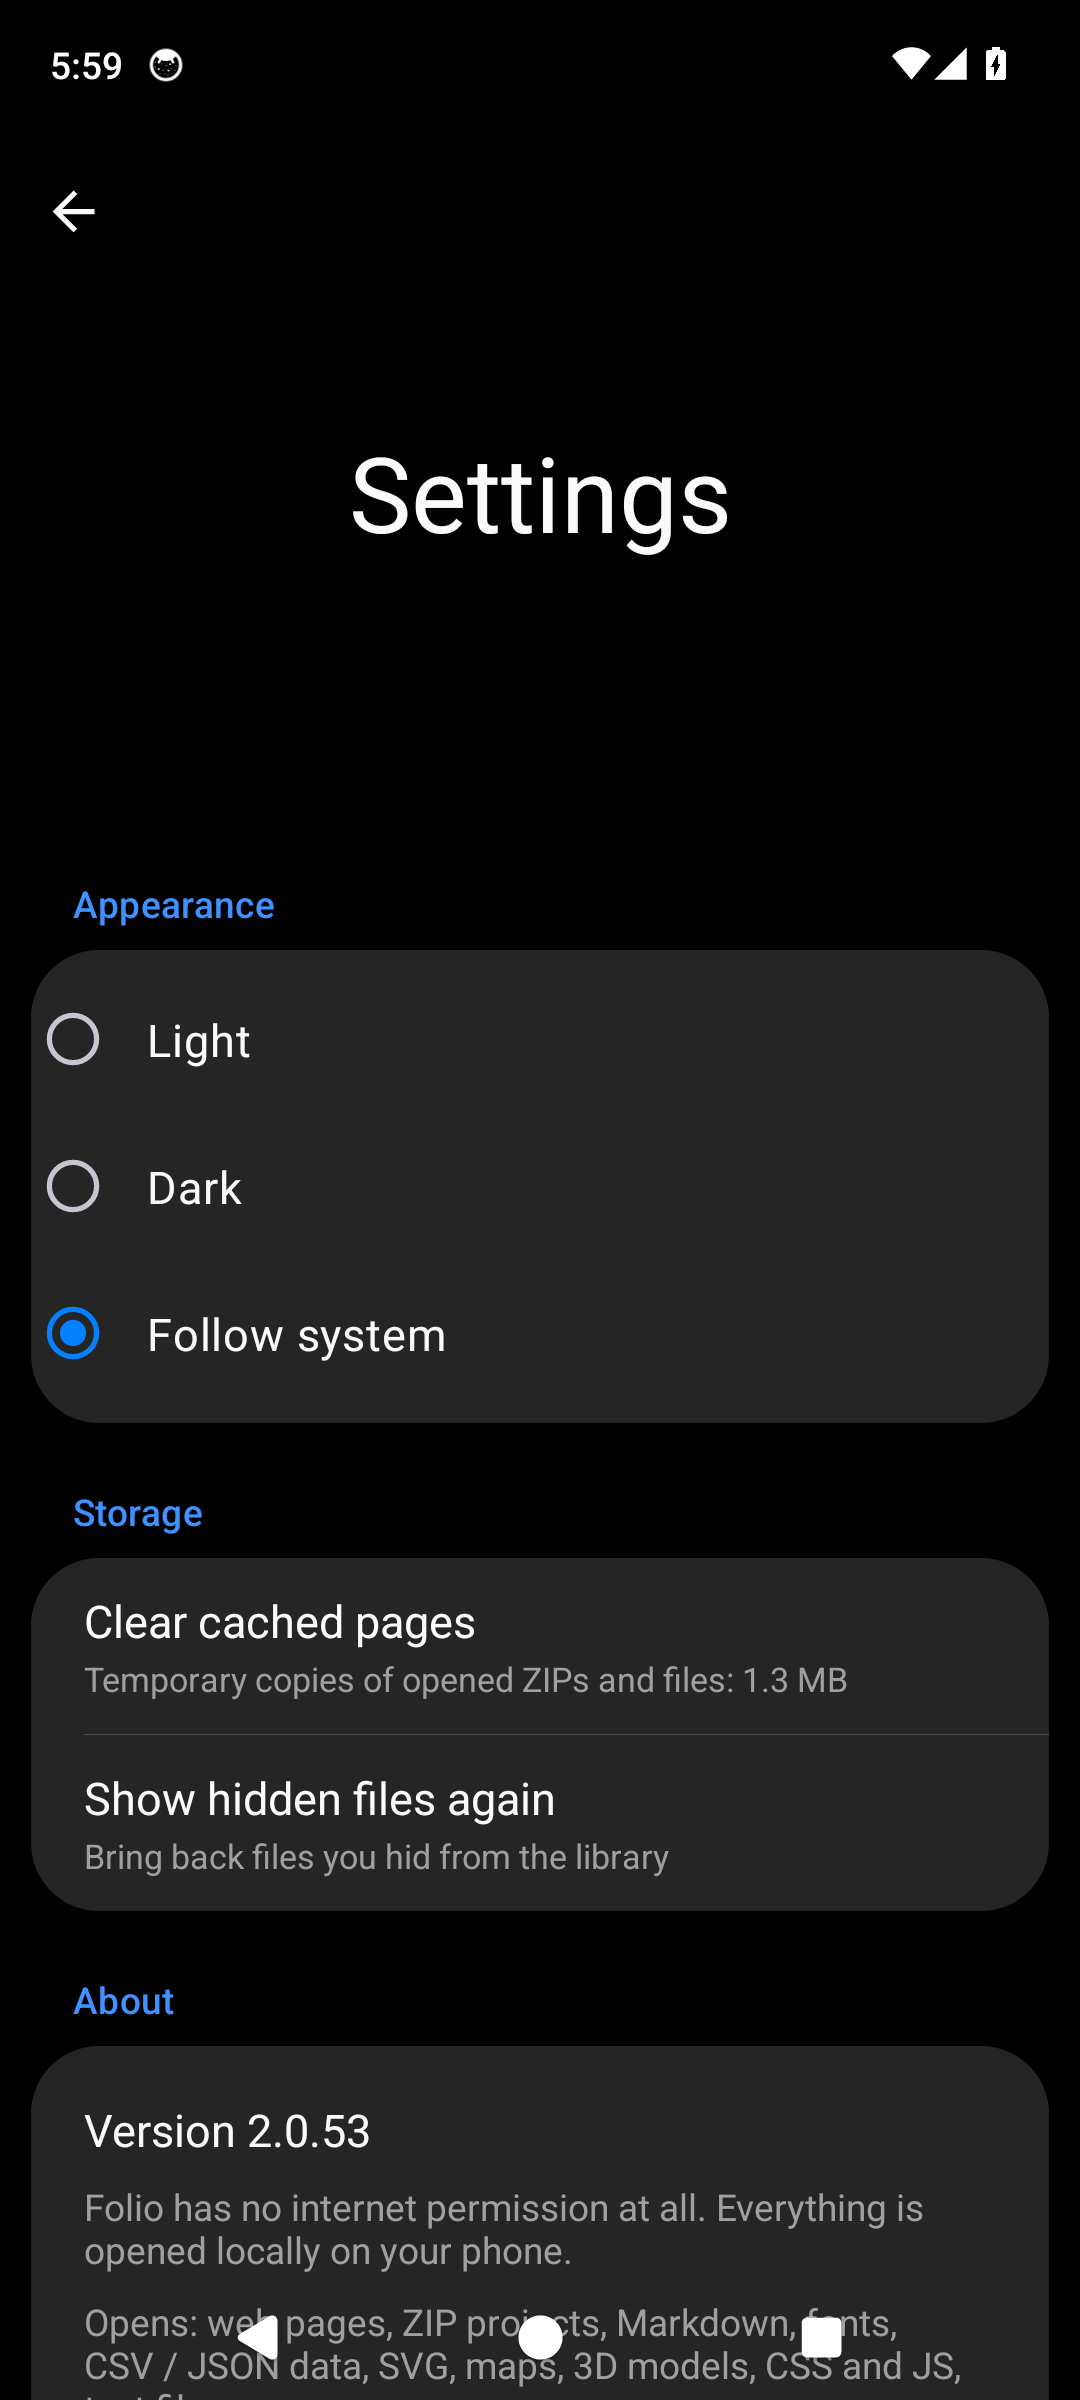 5:59
Settings
Appearance
Light
Dark
Follow system
Storage
Clear cached pages
Temporary copies of opened ZIPs and files: 1.3 MB
Show hidden files again
Bring back files you hid from the library
About
Version 2.0.53
Folio has no internet permission at all. Everything is
opened locally on your phone.
Opens: web pages, ZIP projects, Markdown, fonts,
CSV / JSON data, SVG, maps, 3D models, CSS and JS,